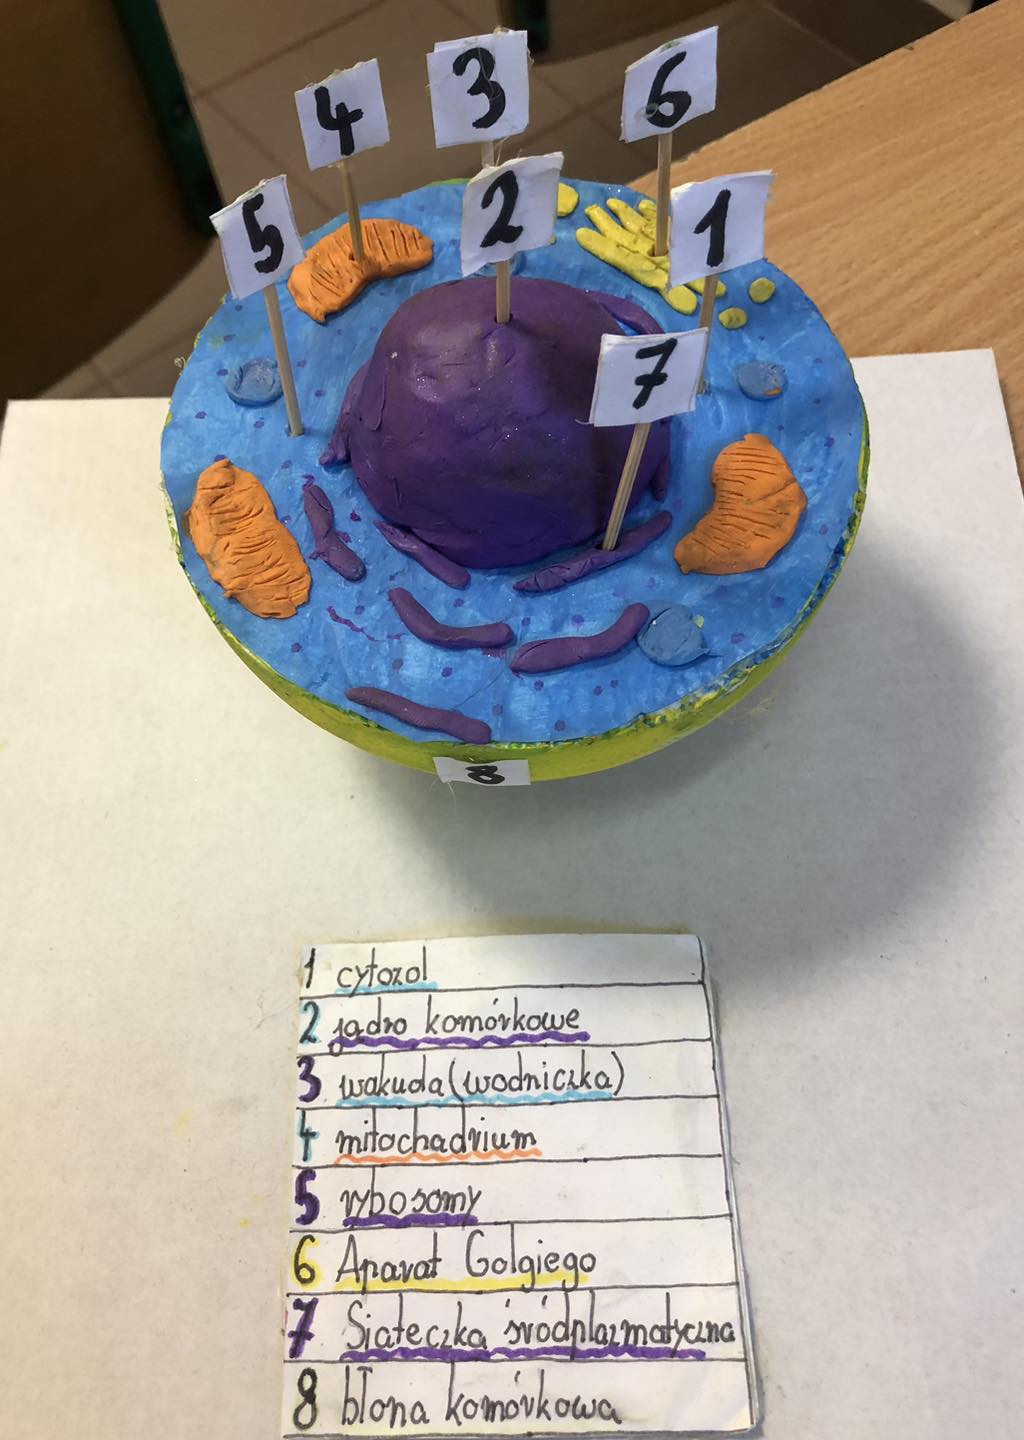 4
3
6
5
2
1
7
8
1 cytozol
2 jądro komórkowe
3 wakuola (wodniczka)
4 mitochadrium
5 rybosomy
6 Aparat Golgiego
7 Siateczka śródplazmatyczna
8 błona komórkowa